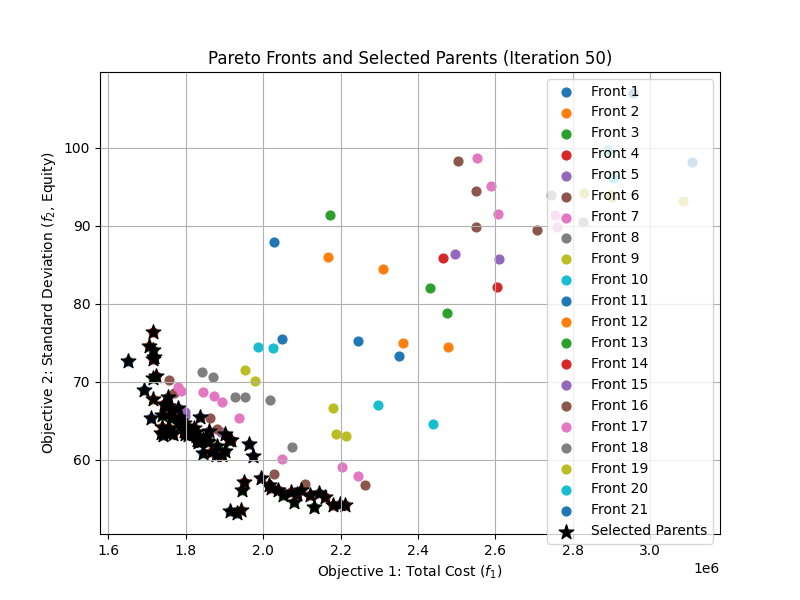 Pareto Fronts and Selected Parents (Iteration 50)
Objective 2: Standard Deviation (f₂, Equity)
100
90
80
70
60
Front 1
Front 2
Front 3
Front 4
Front 5
Front 6
Front 7
Front 8
Front 9
Front 10
Front 11
Front 12
Front 13
Front 14
Front 15
Front 16
Front 17
Front 18
Front 19
Front 20
Front 21
Selected Parents
1.6 1.8 2.0 2.2 2.4 2.6 2.8 3.0
1e6
Objective 1: Total Cost (f₁)